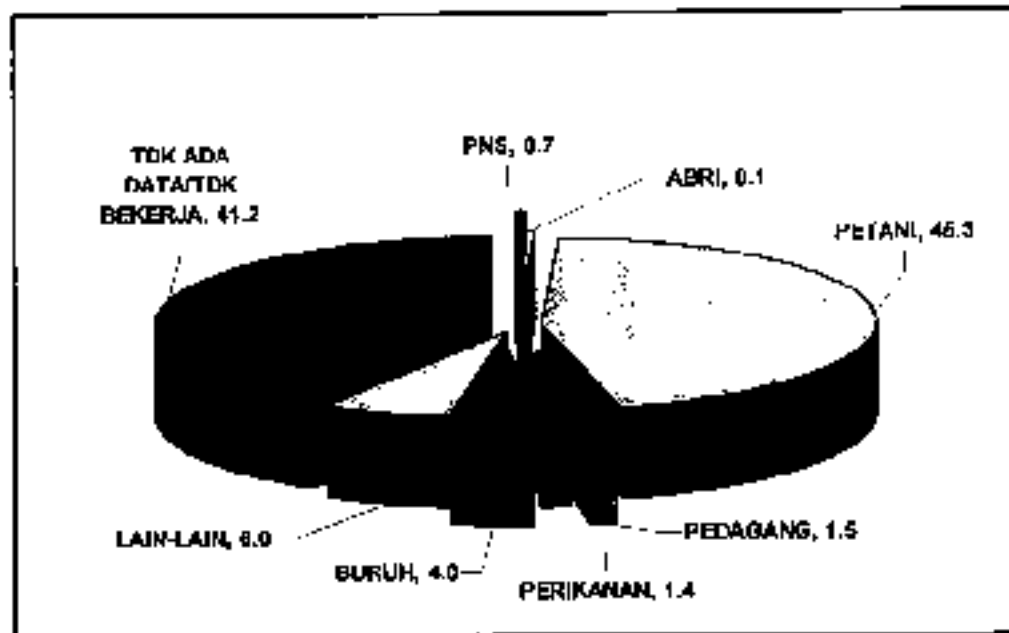 PNS, 0.7
TDK ADA
DATA/TDK
BEKERJA, 41.2
ABRI, 0.1
PETANI, 45.3
LAIN-LAIN, 6.0
BURUH, 4.0
PERIKANAN, 1.4
PEDAGANG, 1.5